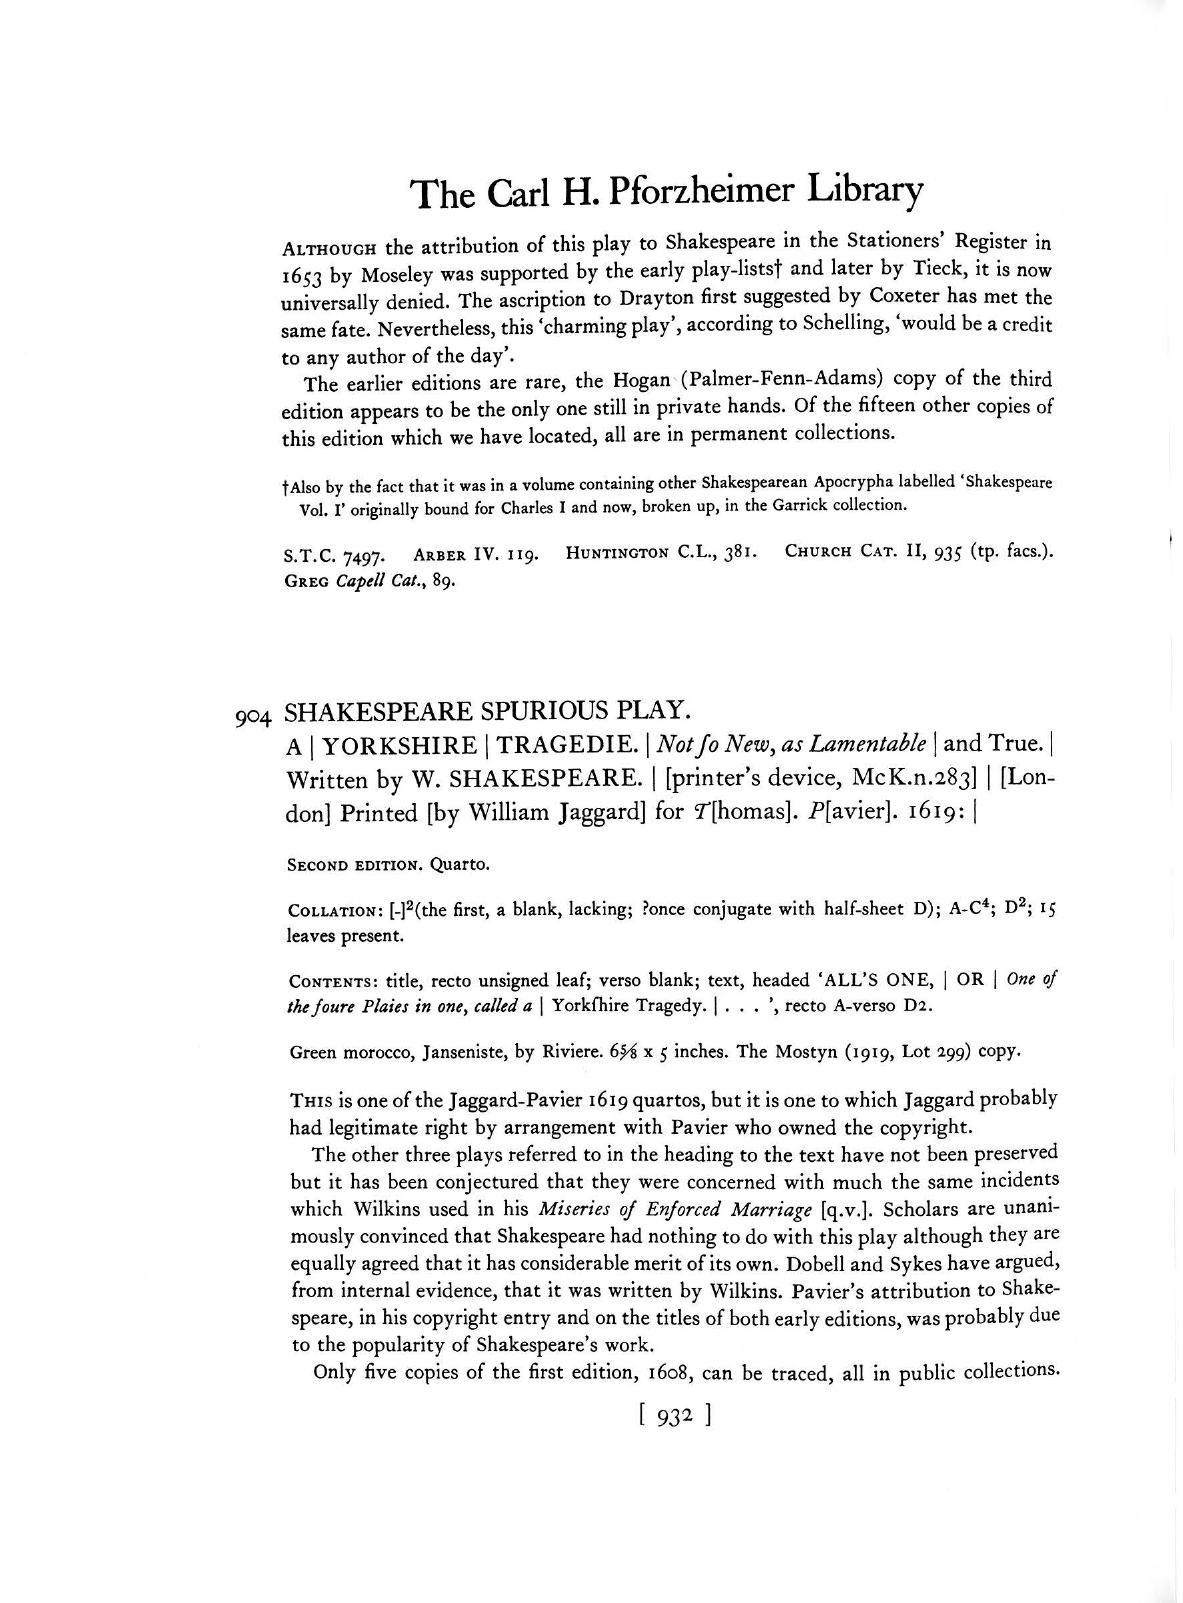 The Carl H. Pforzheimer Library
ALTHOUGH the attribution of this play to Shakespeare in the Stationers' Register in
1653 by Moseley was supported by the early play-lists† and later by Tieck, it is now
universally denied. The ascription to Drayton first suggested by Coxeter has met the
same fate. Nevertheless, this 'charming play', according to Schelling, 'would be a credit
to any author of the day'.
The earlier editions are rare, the Hogan (Palmer-Fenn-Adams) copy of the third
edition appears to be the only one still in private hands. Of the fifteen other copies of
this edition which we have located, all are in permanent collections.
†Also by the fact that it was in a volume containing other Shakespearean Apocrypha labelled 'Shakespeare
Vol. I' originally bound for Charles I and now, broken up, in the Garrick collection.
S.T.C. 7497. ARBER IV. 119. HUNTINGTON C.L., 381. CHURCH CAT. II, 935 (tp. facs.).
GREG Capell Cat., 89.
904 SHAKESPEARE SPURIOUS PLAY.
A | YORKSHIRE | TRAGEDIE. | Not ſo New, as Lamentable | and True. |
Written by W. SHAKESPEARE. | [printer's device, McK.n.283] | [Lon-
don] Printed [by William Jaggard] for T[homas]. P[avier]. 1619: |
SECOND EDITION. Quarto.
COLLATION: [-]²(the first, a blank, lacking; ?once conjugate with half-sheet D); A-C⁴; D²; 15
leaves present.
CONTENTS: title, recto unsigned leaf; verso blank; text, headed 'ALL'S ONE, | OR | One of
the foure Plaies in one, called a | Yorkſhire Tragedy. | . . . ', recto A-verso D2.
Green morocco, Janseniste, by Riviere. 6⅝ x 5 inches. The Mostyn (1919, Lot 299) copy.
THIS is one of the Jaggard-Pavier 1619 quartos, but it is one to which Jaggard probably
had legitimate right by arrangement with Pavier who owned the copyright.
The other three plays referred to in the heading to the text have not been preserved
but it has been conjectured that they were concerned with much the same incidents
which Wilkins used in his Miseries of Enforced Marriage [q.v.]. Scholars are unani-
mously convinced that Shakespeare had nothing to do with this play although they are
equally agreed that it has considerable merit of its own. Dobell and Sykes have argued,
from internal evidence, that it was written by Wilkins. Pavier's attribution to Shake-
speare, in his copyright entry and on the titles of both early editions, was probably due
to the popularity of Shakespeare's work.
Only five copies of the first edition, 1608, can be traced, all in public collections.
[ 932 ]